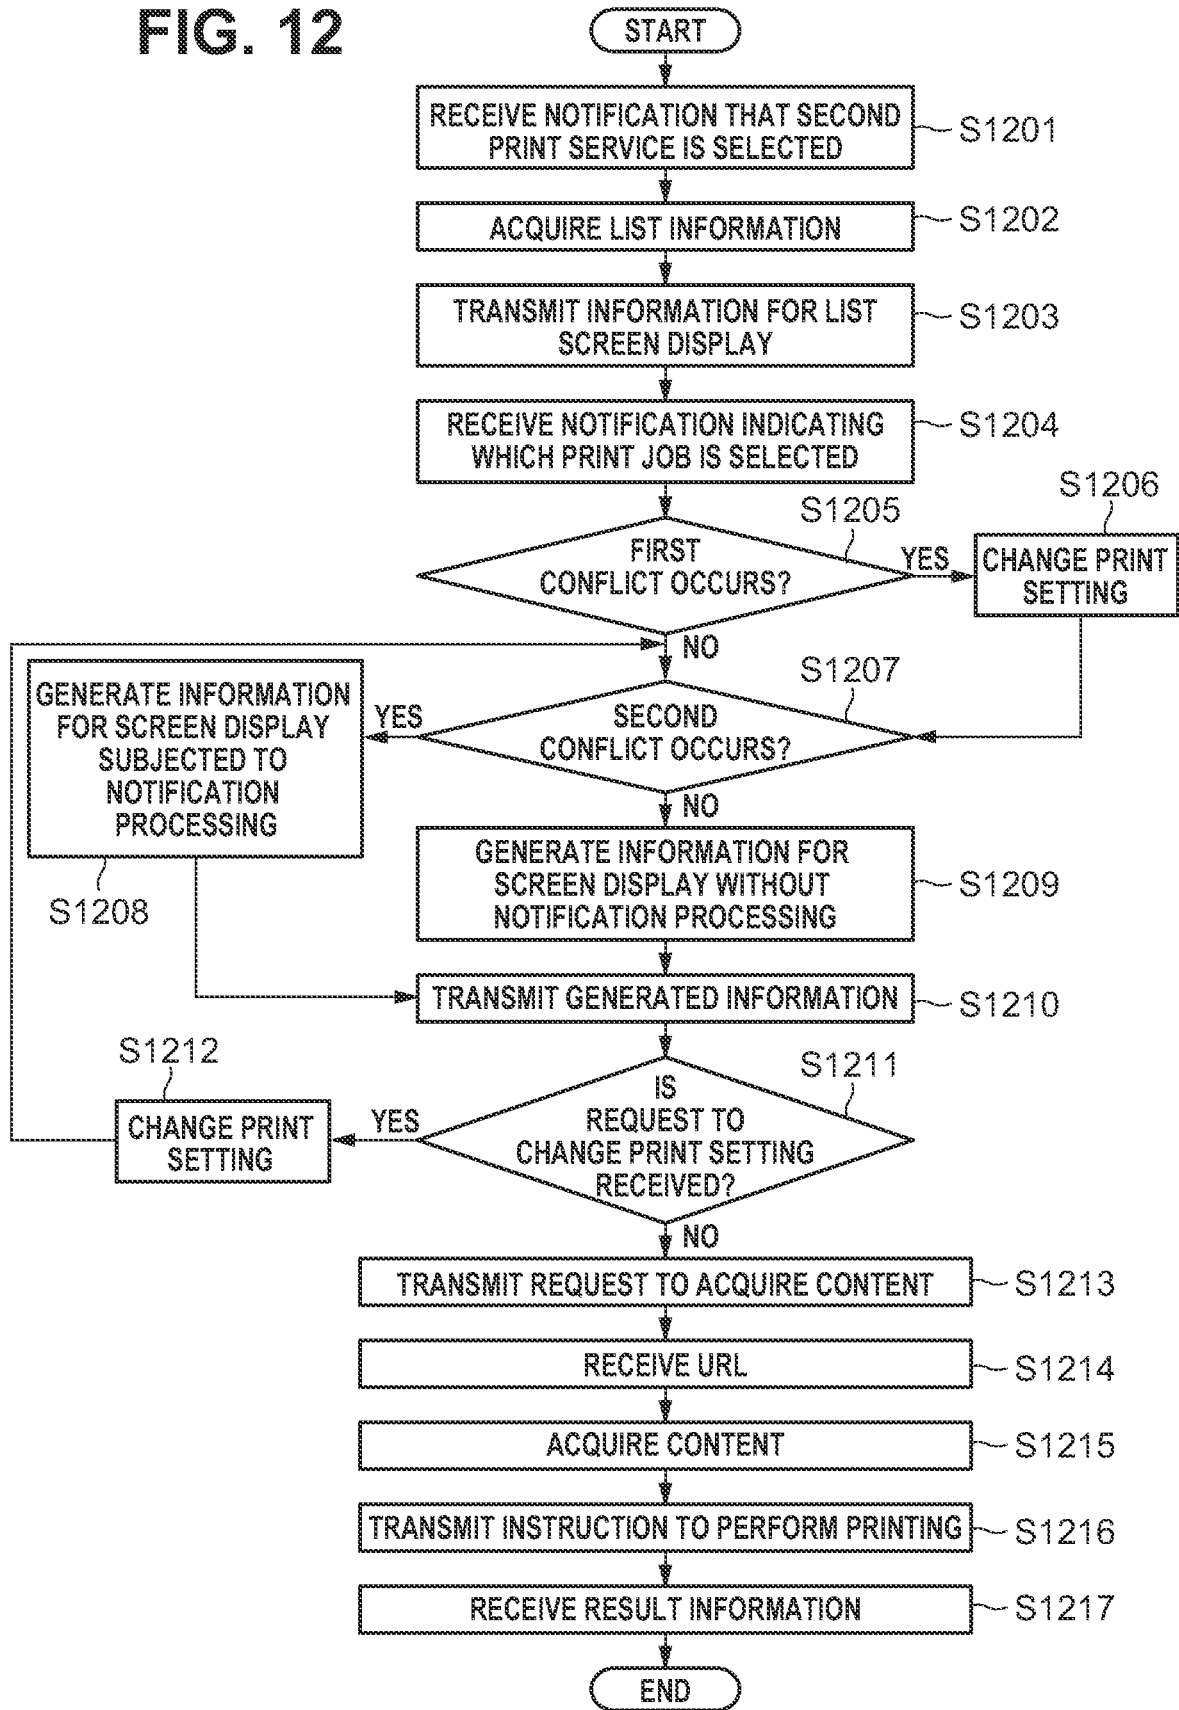 FIG. 12
START
RECEIVE NOTIFICATION THAT SECOND
PRINT SERVICE IS SELECTED
S1201
ACQUIRE LIST INFORMATION
S1202
TRANSMIT INFORMATION FOR LIST
SCREEN DISPLAY
S1203
RECEIVE NOTIFICATION INDICATING
WHICH PRINT JOB IS SELECTED
S1204
FIRST
CONFLICT OCCURS?
S1205
YES
NO
CHANGE PRINT
SETTING
S1206
SECOND
CONFLICT OCCURS?
S1207
YES
NO
GENERATE INFORMATION
FOR SCREEN DISPLAY
SUBJECTED TO
NOTIFICATION
PROCESSING
S1208
GENERATE INFORMATION FOR
SCREEN DISPLAY WITHOUT
NOTIFICATION PROCESSING
S1209
TRANSMIT GENERATED INFORMATION
S1210
IS
REQUEST TO
CHANGE PRINT SETTING
RECEIVED?
S1211
YES
NO
S1212
CHANGE PRINT
SETTING
TRANSMIT REQUEST TO ACQUIRE CONTENT
S1213
RECEIVE URL
S1214
ACQUIRE CONTENT
S1215
TRANSMIT INSTRUCTION TO PERFORM PRINTING
S1216
RECEIVE RESULT INFORMATION
S1217
END